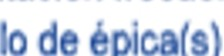 lo de épica(s)